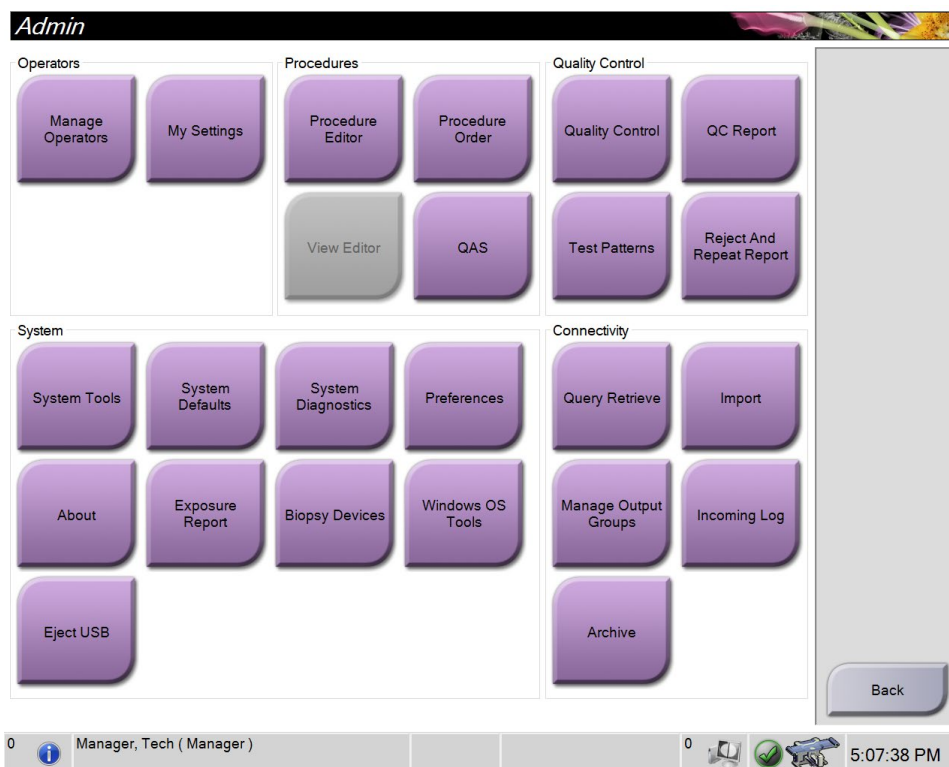 Admin
Operators
Manage
Operators
My Settings
Procedures
Procedure
Editor
Procedure
Order
View Editor
QAS
Quality Control
Quality Control
QC Report
Test Patterns
Reject And
Repeat Report
System
System Tools
System
Defaults
System
Diagnostics
Preferences
About
Exposure
Report
Biopsy Devices
Windows OS
Tools
Eject USB
Connectivity
Query Retrieve
Import
Manage Output
Groups
Incoming Log
Archive
Back
0
Manager, Tech ( Manager )
0
5:07:38 PM